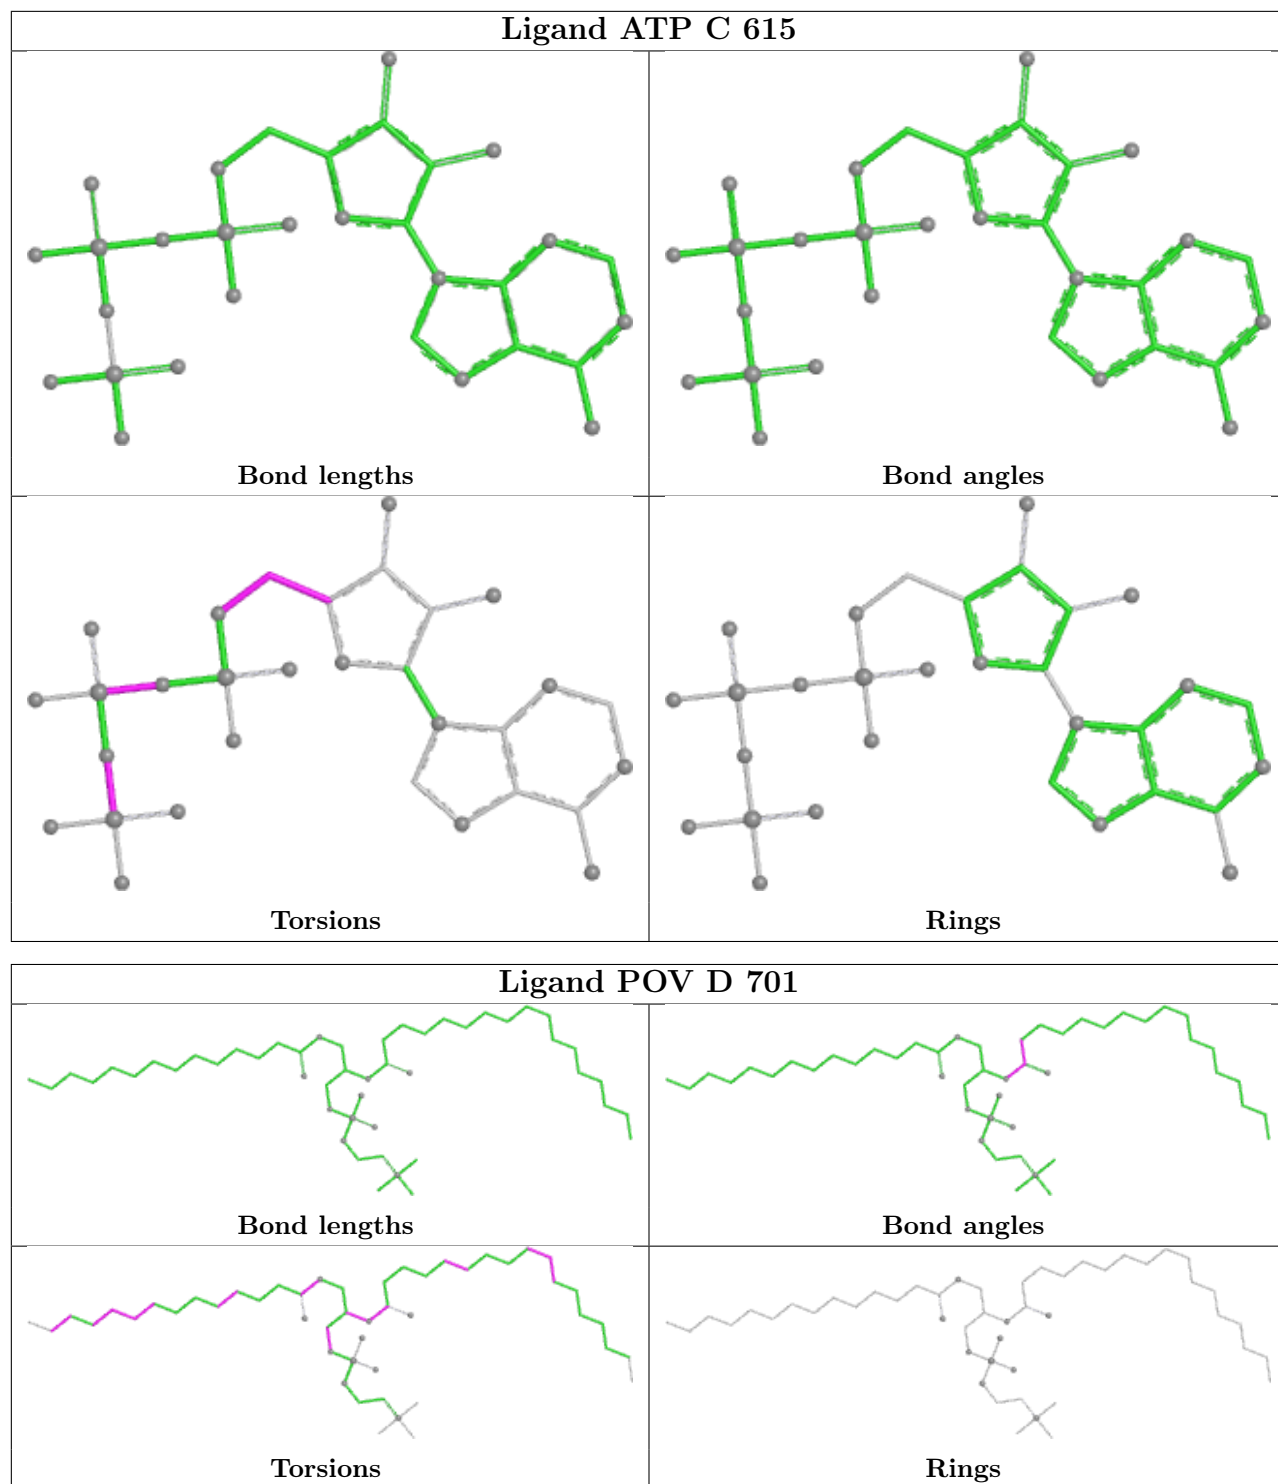 Ligand ATP C 615
Bond lengths
Bond angles
Torsions
Rings
Ligand POV D 701
Bond lengths
Bond angles
Torsions
Rings